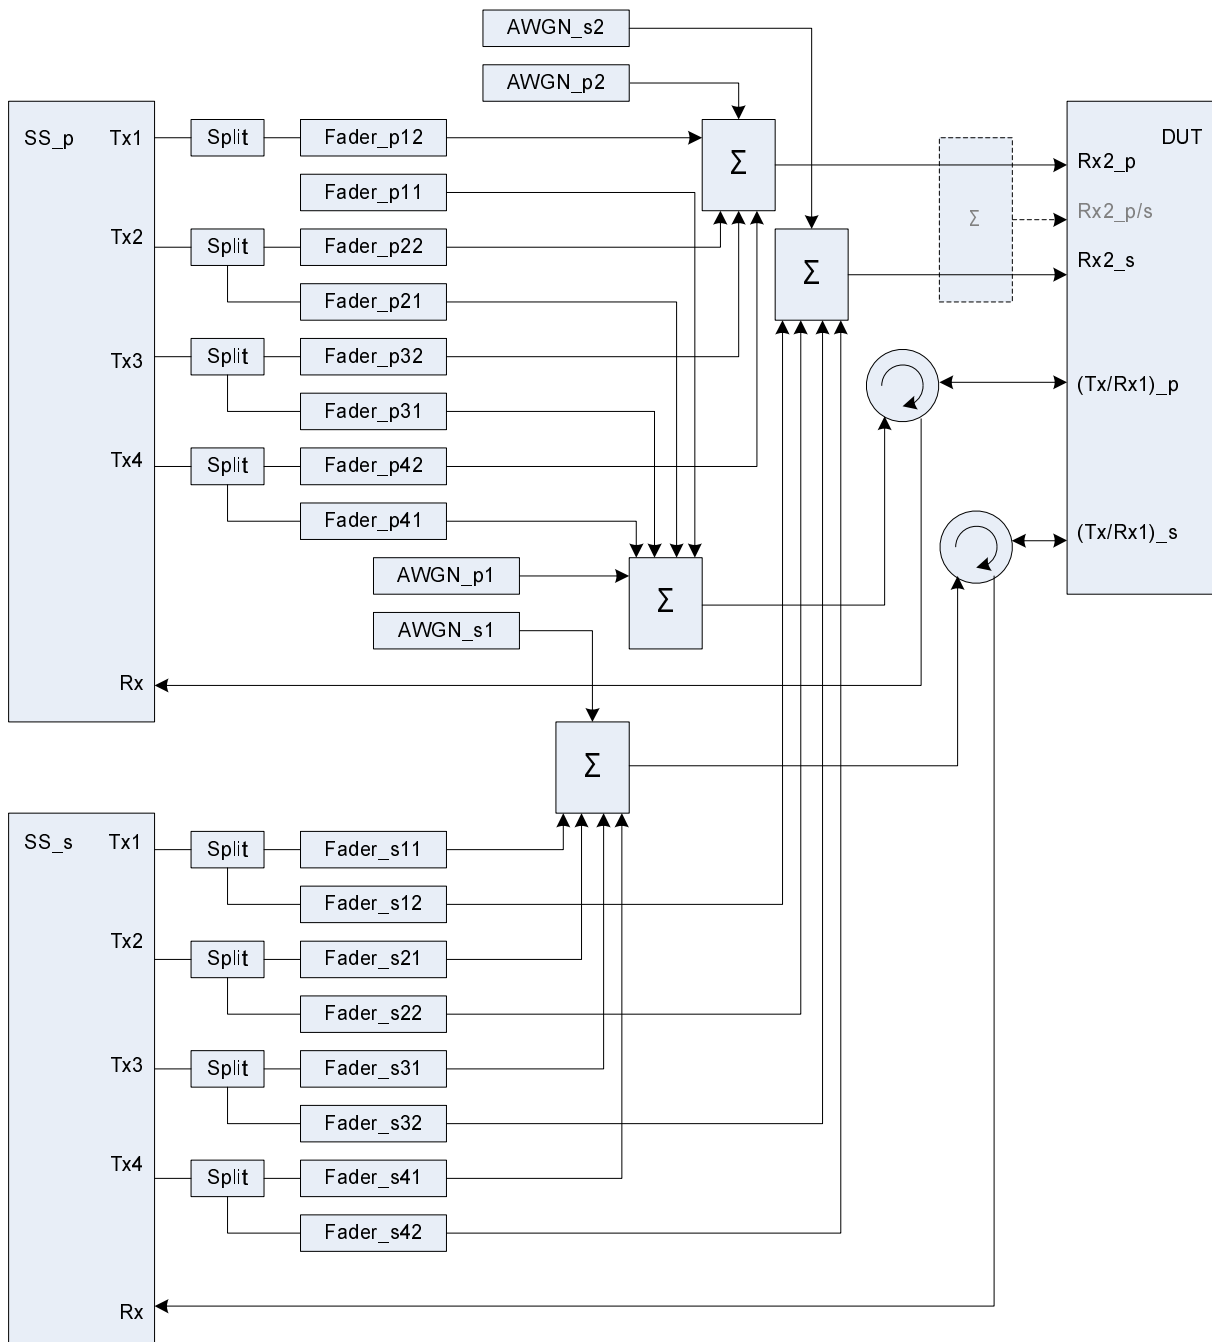 AWGN_s2
AWGN_p2
SS_p
Tx1
Split
Fader_p12
Σ
DUT
Rx2_p
Fader_p11
Σ
Rx2_p/s
Tx2
Split
Fader_p22
Σ
Rx2_s
Fader_p21
Tx3
Split
Fader_p32
(Tx/Rx1)_p
Fader_p31
Tx4
Split
Fader_p42
Fader_p41
(Tx/Rx1)_s
AWGN_p1
Σ
AWGN_s1
Rx
Σ
SS_s
Tx1
Split
Fader_s11
Fader_s12
Tx2
Split
Fader_s21
Fader_s22
Tx3
Split
Fader_s31
Fader_s32
Tx4
Split
Fader_s41
Fader_s42
Rx